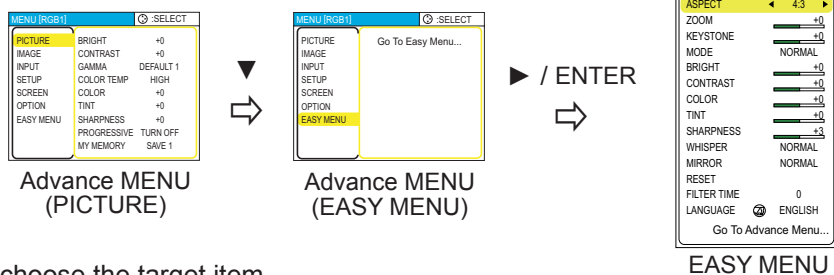 MENU [RGB1] :SELECT
PICTURE BRIGHT +0
IMAGE CONTRAST +0
INPUT GAMMA DEFAULT 1
SETUP COLOR TEMP HIGH
SCREEN COLOR +0
OPTION TINT +0
EASY MENU SHARPNESS +0
PROGRESSIVE TURN OFF
MY MEMORY SAVE 1
Advance MENU
(PICTURE)
▼
MENU [RGB1] :SELECT
PICTURE Go To Easy Menu...
IMAGE
INPUT
SETUP
SCREEN
OPTION
EASY MENU
Advance MENU
(EASY MENU)
► / ENTER
ASPECT 4:3
ZOOM +0
KEYSTONE +0
MODE NORMAL
BRIGHT +0
CONTRAST +0
COLOR +0
TINT +0
SHARPNESS +3
WHISPER NORMAL
MIRROR NORMAL
RESET
FILTER TIME 0
LANGUAGE ENGLISH
Go To Advance Menu...
EASY MENU
choose the target item